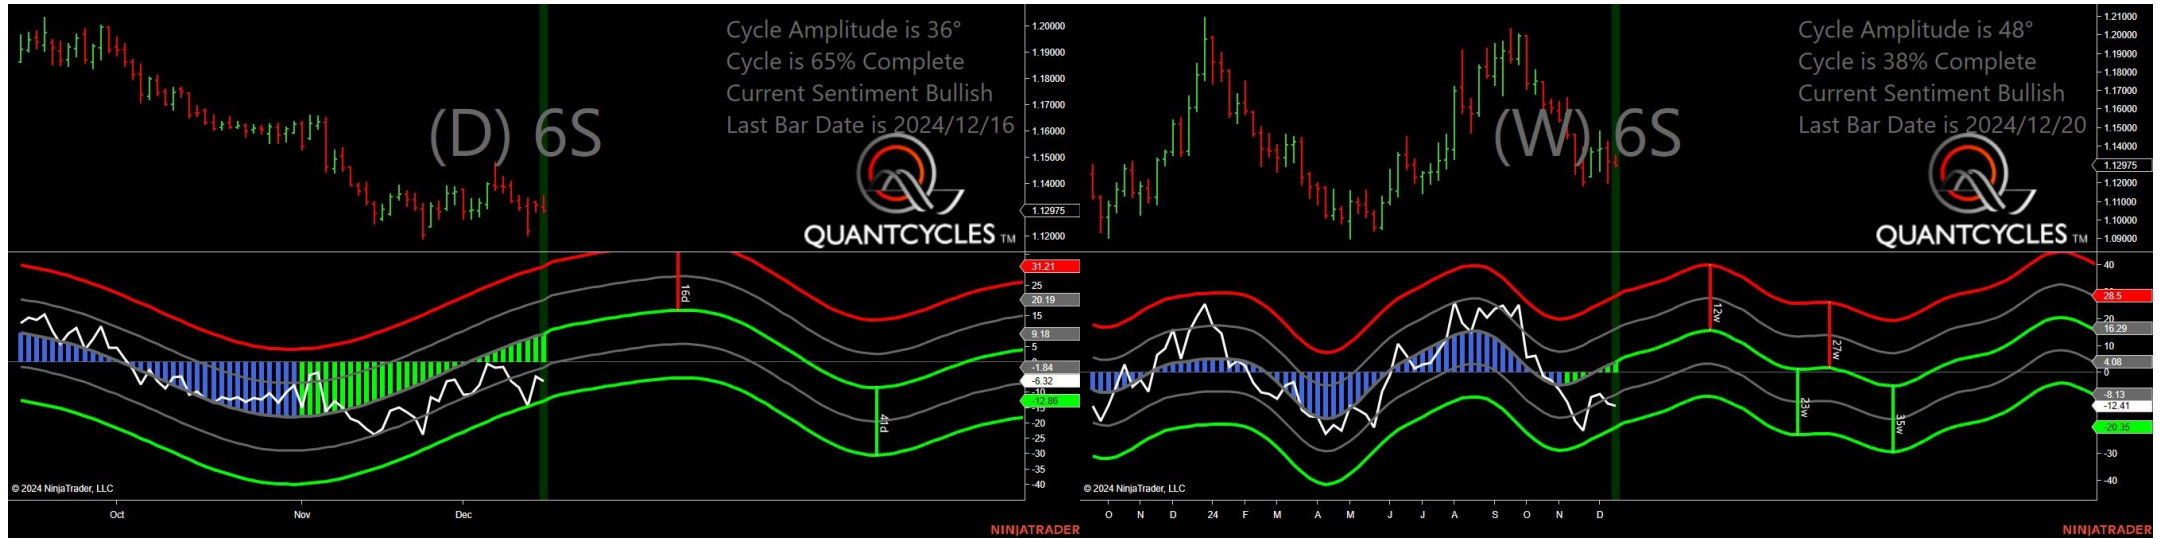 Cycle Amplitude is 36°
Cycle is 65% Complete
Current Sentiment Bullish
Last Bar Date is 2024/12/16
(D) 6S
QUANTCYCLES TM
1.20000
1.19000
1.18000
1.17000
1.16000
1.15000
1.14000
1.12975
1.12000
31.21
25
20.19
15
9.18
5
-1.84
-6.32
-10
-12.86
-15
-20
-25
-30
-35
-40
16d
41d
© 2024 NinjaTrader, LLC
Oct
Nov
Dec
NINJATRADER
Cycle Amplitude is 48°
Cycle is 38% Complete
Current Sentiment Bullish
Last Bar Date is 2024/12/20
(W) 6S
QUANTCYCLES TM
1.21000
1.20000
1.19000
1.18000
1.17000
1.16000
1.15000
1.14000
1.12975
1.12000
1.11000
1.10000
1.09000
40
28.5
20
16.29
10
4.08
0
-8.13
-12.41
-20.35
-30
-40
12w
27w
23w
35w
© 2024 NinjaTrader, LLC
O
N
D
24
F
M
A
M
J
J
A
S
O
N
D
NINJATRADER